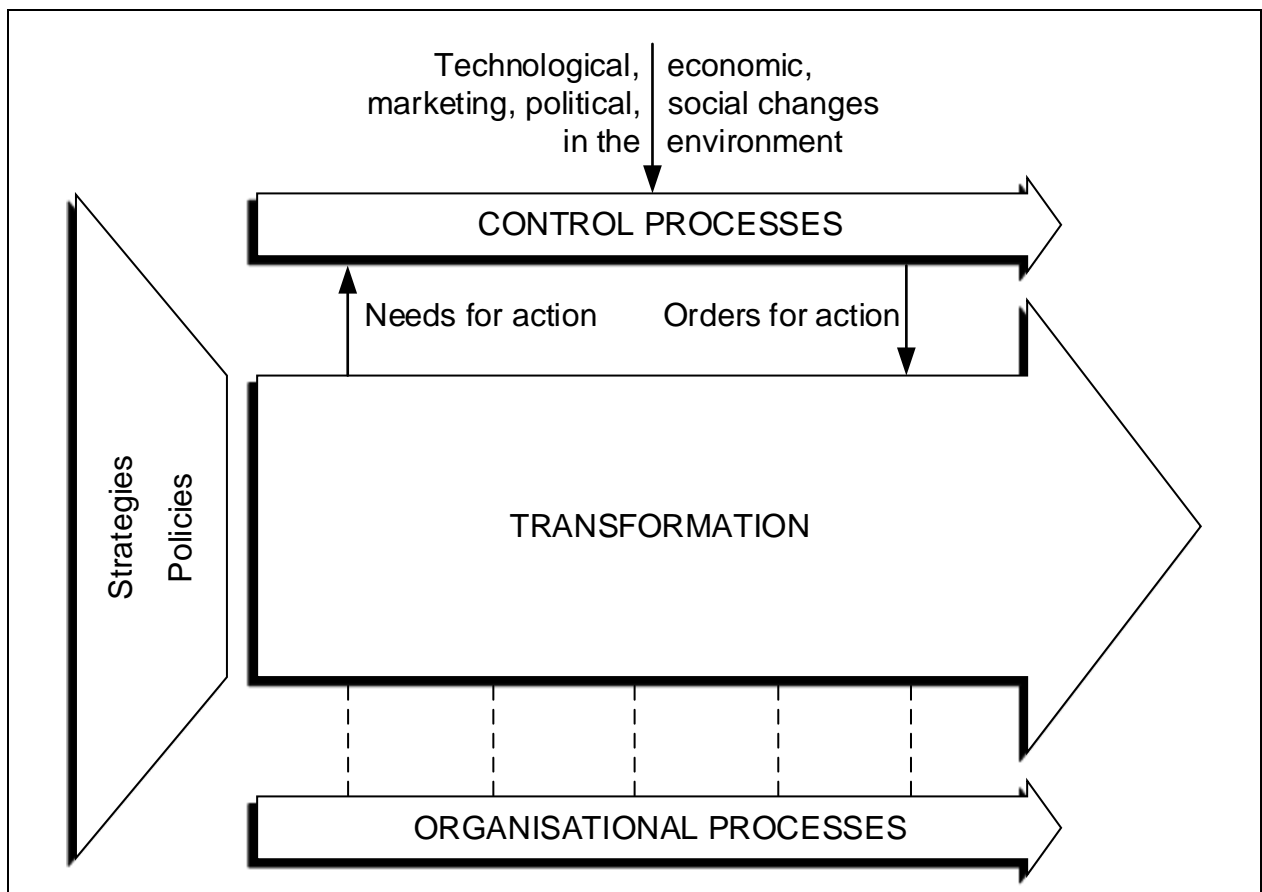 Technological, economic,
marketing, political, social changes
in the environment
CONTROL PROCESSES
Needs for action
Orders for action
Strategies
Policies
TRANSFORMATION
ORGANISATIONAL PROCESSES